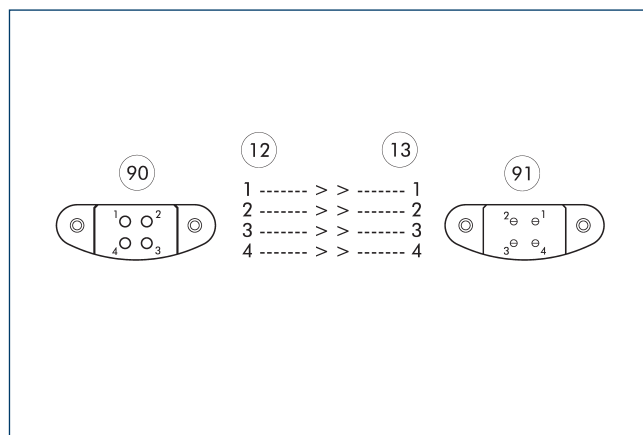 12 13
90 91
1 ------ > > ------ 1
2 ------ > > ------ 2
3 ------ > > ------ 3
4 ------ > > ------ 4
1 2
4 3
2 1
3 4